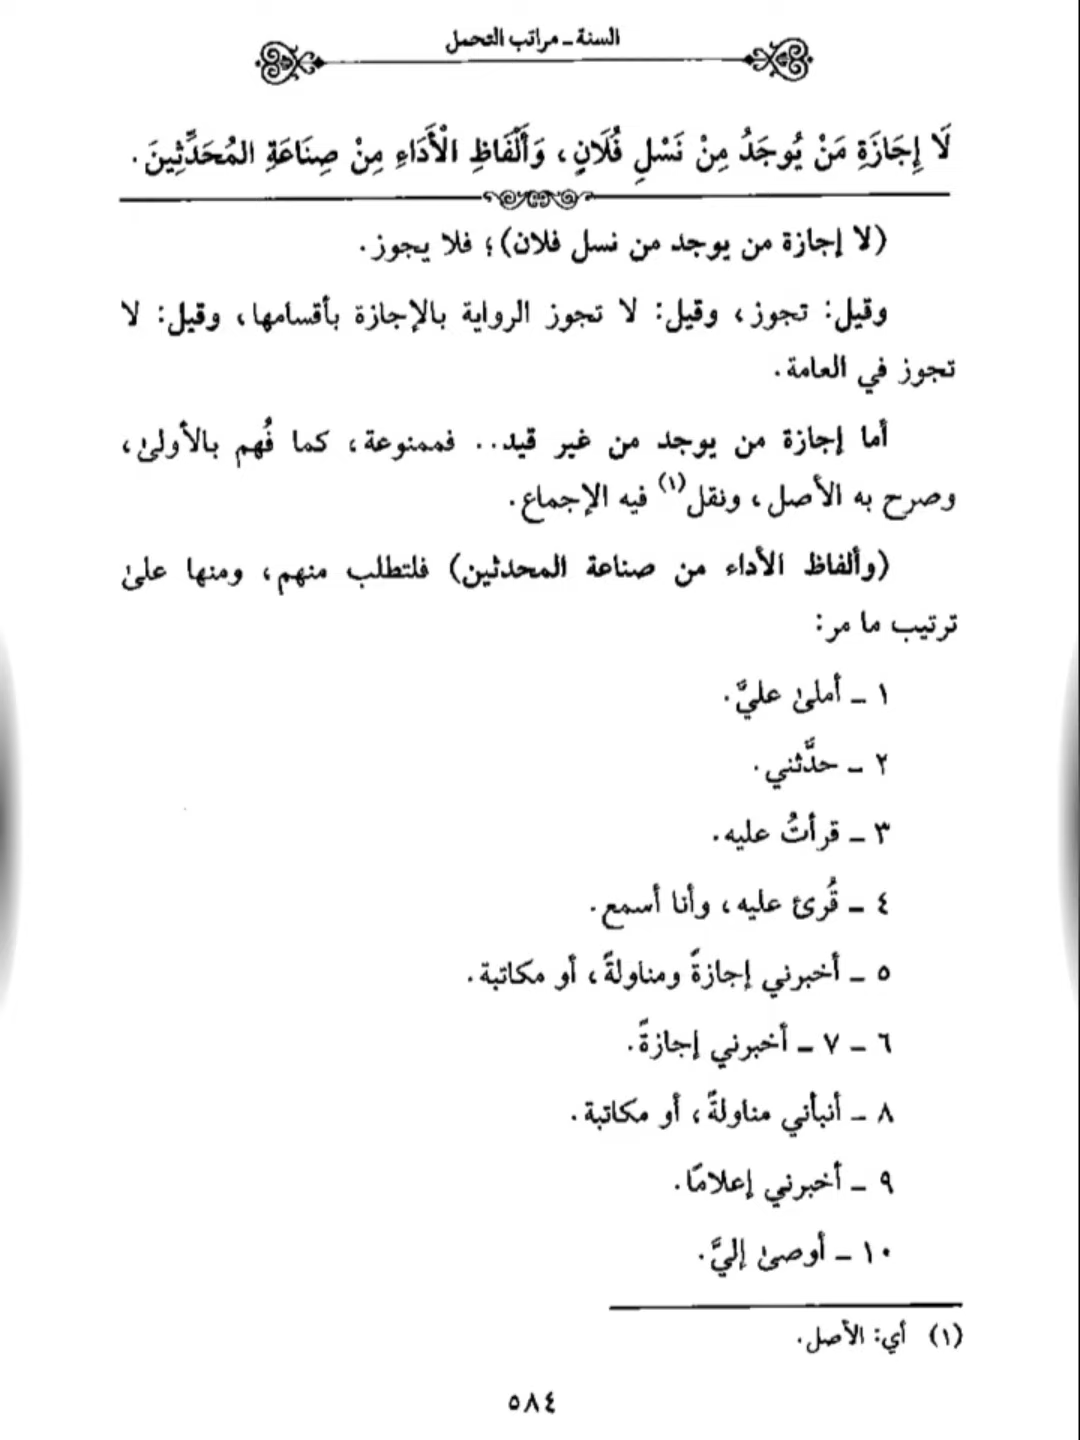 السنة ـ مراتب التحمل
لَا إِجَازَةِ مَنْ يُوجَدُ مِنْ نَسْلِ فُلَانٍ، وَأَلْفَاظِ الْأَدَاءِ مِنْ صِنَاعَةِ المُحَدِّثِينَ.
(لا إجازة من يوجد من نسل فلان)؛ فلا يجوز.
وقيل: تجوز، وقيل: لا تجوز الرواية بالإجازة بأقسامها، وقيل: لا
تجوز في العامة.
أما إجازة من يوجد من غير قيد.. فممنوعة، كما فُهم بالأولىٰ،
وصرح به الأصل، ونقل(١) فيه الإجماع.
(وألفاظ الأداء من صناعة المحدثين) فلتطلب منهم، ومنها علىٰ
ترتيب ما مر:
١ ـ أملىٰ عليَّ.
٢ ـ حدَّثني.
٣ ـ قرأتُ عليه.
٤ ـ قُرئ عليه، وأنا أسمع.
٥ ـ أخبرني إجازةً ومناولةً، أو مكاتبة.
٦ ـ ٧ ـ أخبرني إجازةً.
٨ ـ أنبأني مناولةً، أو مكاتبة.
٩ ـ أخبرني إعلامًا.
١٠ ـ أوصىٰ إليَّ.
(١) أي: الأصل.
٥٨٤